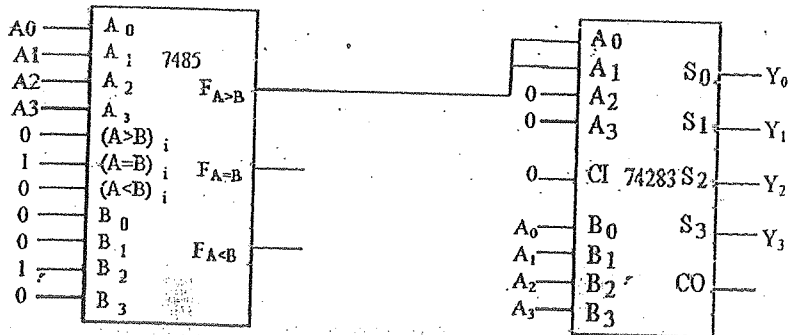 A0 A0
A1 A1 7485
A2 A2 FA>B
A3 A3
0 (A>B) i
1 (A=B) i FA=B
0 (A<B) i
0 B0
0 B1 FA<B
1 B2
0 B3
A0
A1 S0 Y0
0 A2
0 A3 S1 Y1
0 CI 74283 S2 Y2
A0 B0 S3 Y3
A1 B1
A2 B2 CO
A3 B3